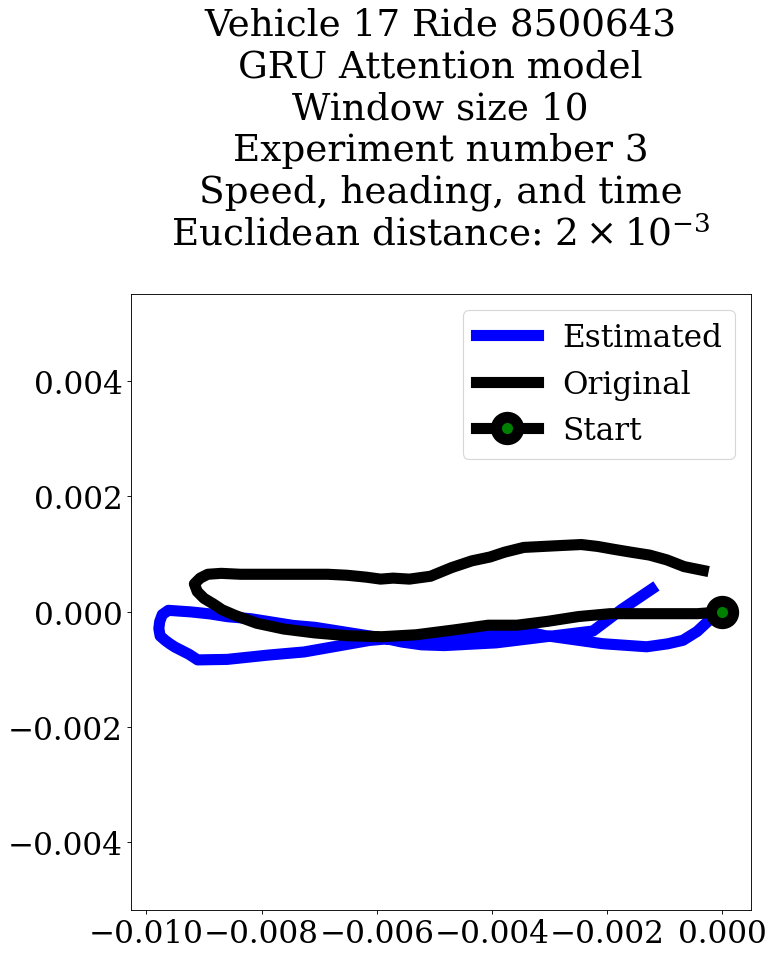 Vehicle 17 Ride 8500643
GRU Attention model
Window size 10
Experiment number 3
Speed, heading, and time
Euclidean distance: 2 × 10⁻³
Estimated
Original
Start
0.004
0.002
0.000
−0.002
−0.004
−0.010 −0.008 −0.006 −0.004 −0.002 0.000